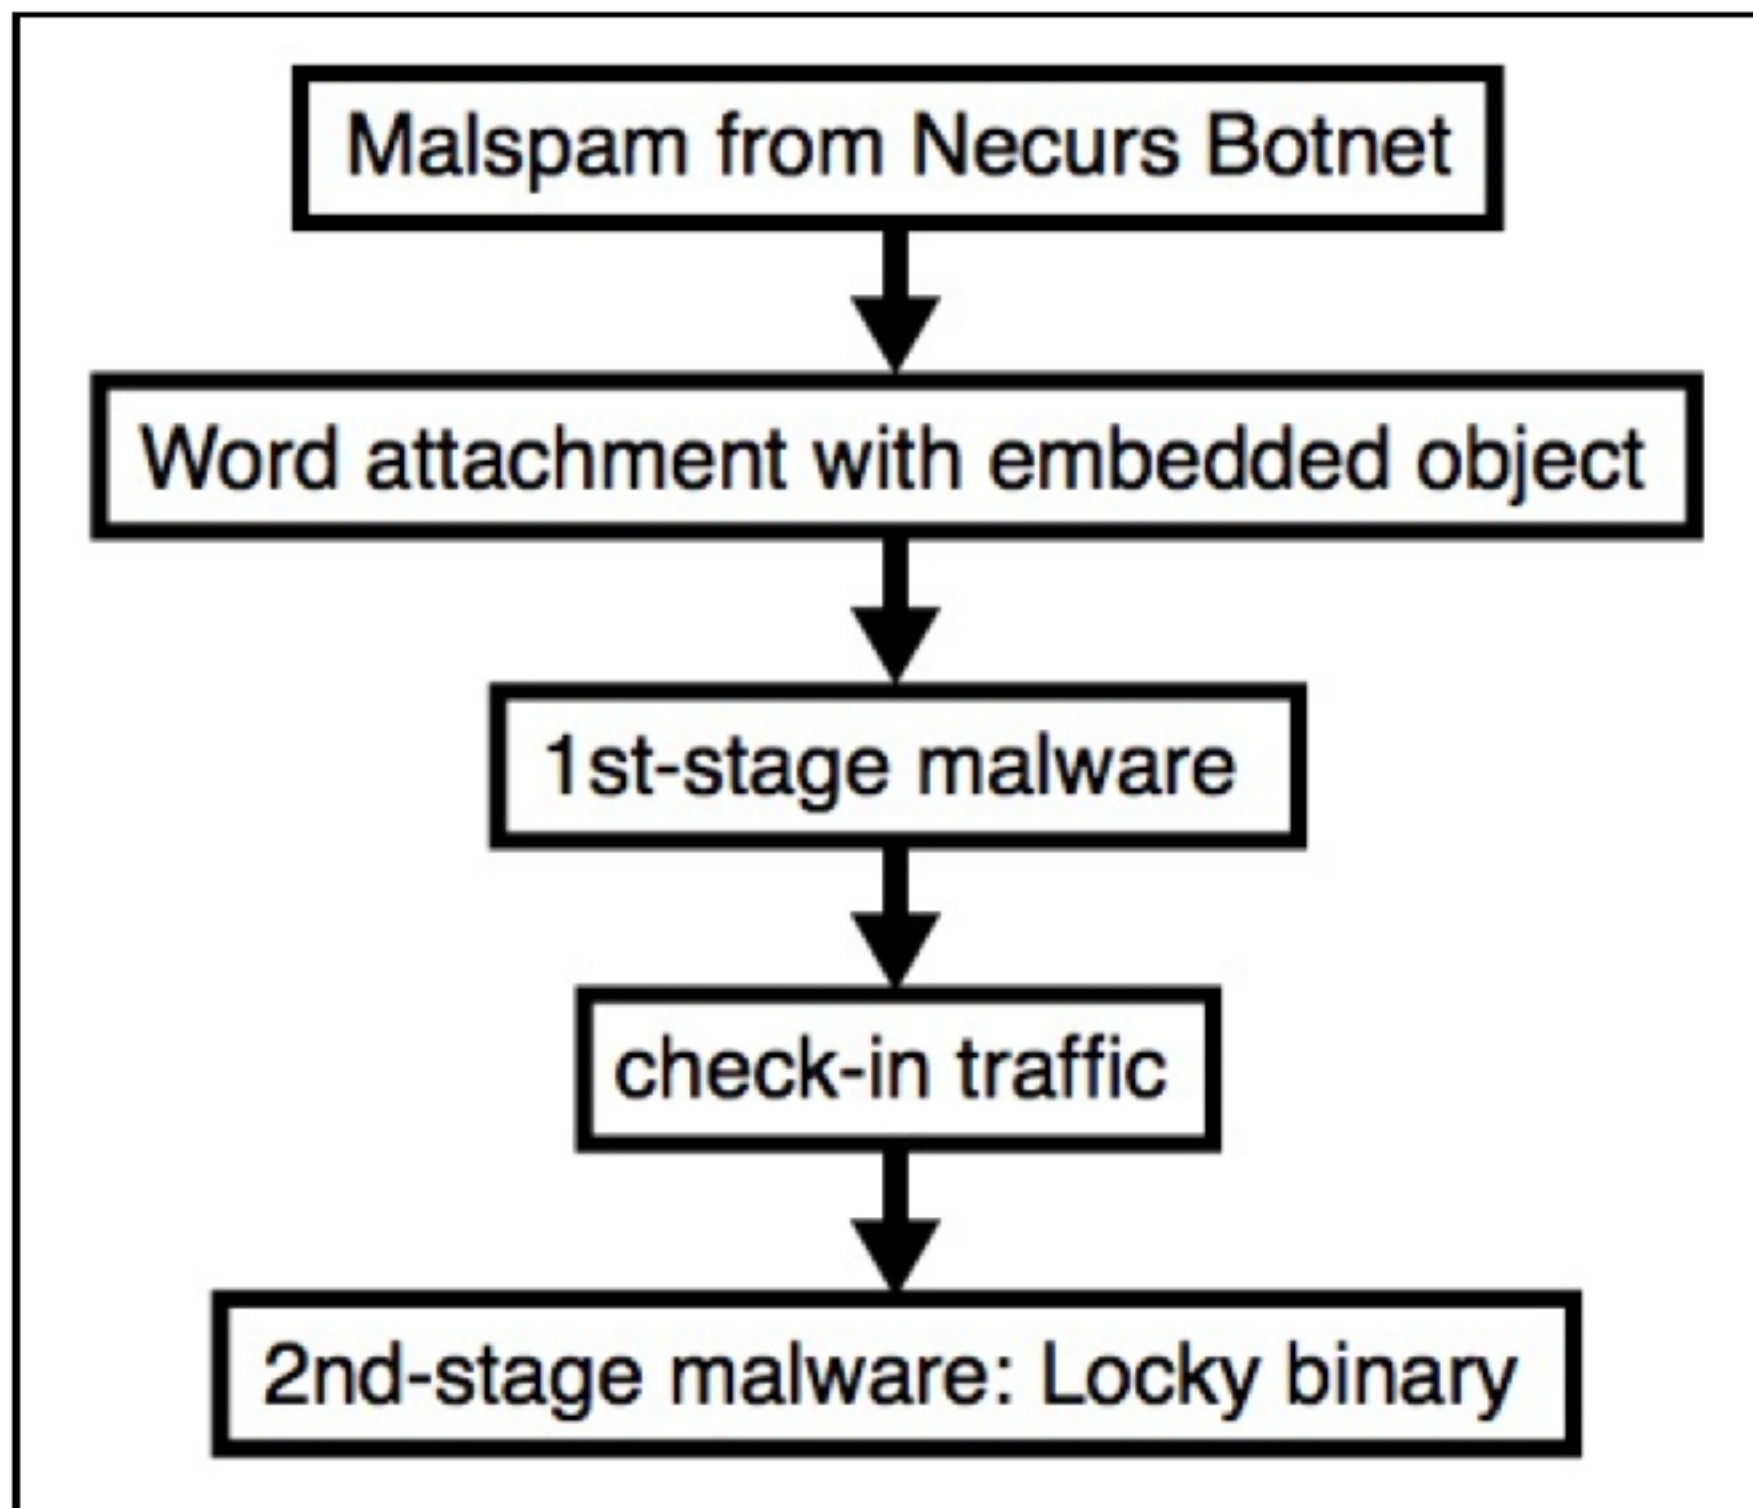 Malspam from Necurs Botnet
Word attachment with embedded object
1st-stage malware
check-in traffic
2nd-stage malware: Locky binary